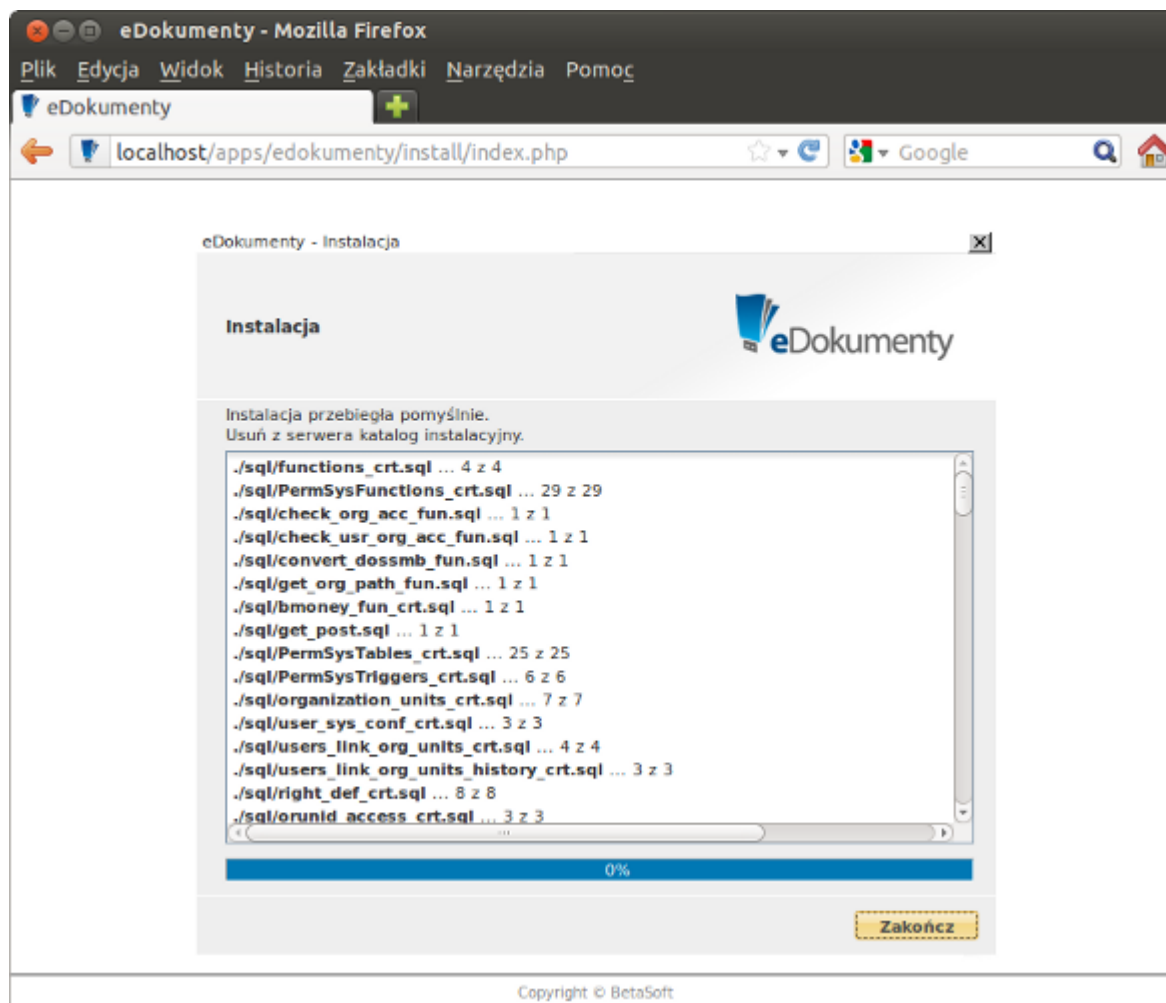 eDokumenty - Mozilla Firefox
Plik Edycja Widok Historia Zakładki Narzędzia Pomoc
eDokumenty
localhost/apps/edokumenty/install/index.php Google
eDokumenty - Instalacja
Instalacja
eDokumenty
Instalacja przebiegła pomyślnie.
Usuń z serwera katalog instalacyjny.
./sql/functions_crt.sql ... 4 z 4
./sql/PermSysFunctions_crt.sql ... 29 z 29
./sql/check_org_acc_fun.sql ... 1 z 1
./sql/check_usr_org_acc_fun.sql ... 1 z 1
./sql/convert_dossmb_fun.sql ... 1 z 1
./sql/get_org_path_fun.sql ... 1 z 1
./sql/bmoney_fun_crt.sql ... 1 z 1
./sql/get_post.sql ... 1 z 1
./sql/PermSysTables_crt.sql ... 25 z 25
./sql/PermSysTriggers_crt.sql ... 6 z 6
./sql/organization_units_crt.sql ... 7 z 7
./sql/user_sys_conf_crt.sql ... 3 z 3
./sql/users_link_org_units_crt.sql ... 4 z 4
./sql/users_link_org_units_history_crt.sql ... 3 z 3
./sql/right_def_crt.sql ... 8 z 8
./sql/orunid_access_crt.sql ... 3 z 3
0%
Zakończ
Copyright © BetaSoft